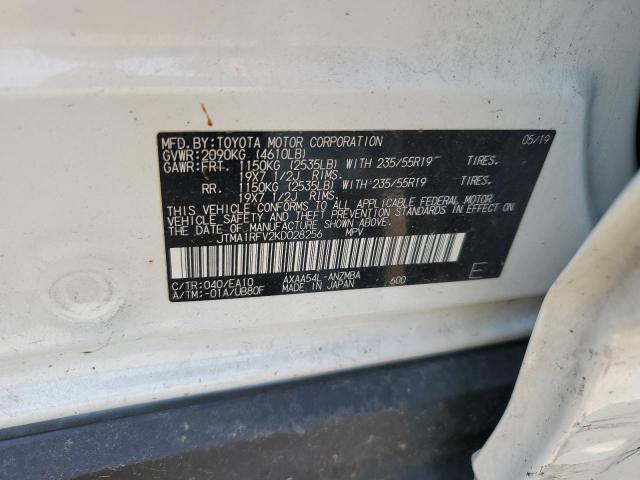 MFD.BY:TOYOTA MOTOR CORPORATION 05/19
GVWR:2090KG (4610LB)
GAWR:FRT. 1150KG (2535LB) WITH 235/55R19 TIRES.
19X7 1/2J RIMS.
RR. 1150KG (2535LB) WITH 235/55R19 TIRES.
19X7 1/2J RIMS.
THIS VEHICLE CONFORMS TO ALL APPLICABLE FEDERAL MOTOR
VEHICLE SAFETY AND BUMPER STANDARDS IN EFFECT ON
THE DATE OF MANUFACTURE SHOWN ABOVE.
JTMA1RFV2KD028256 MPV
C/TR:040/EA10 AXAA54L-ANZMBA
A/TM:-01A/UB80F MADE IN JAPAN 600 E